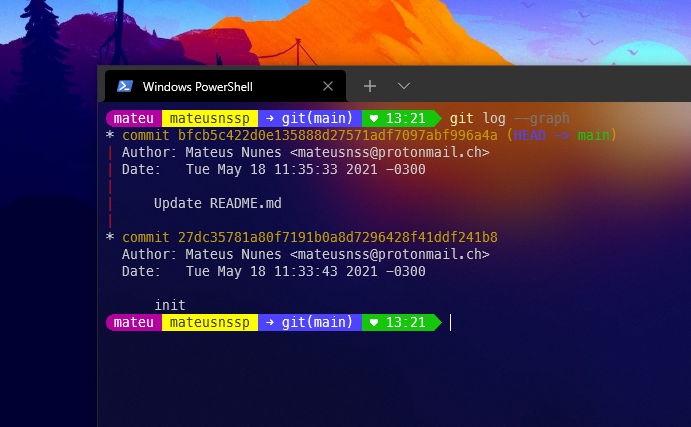 Windows PowerShell
mateu mateusnssp → git(main) ♥ 13:21 git log --graph
* commit bfcb5c422d0e135888d27571adf7097abf996a4a (HEAD -> main)
| Author: Mateus Nunes <mateusnss@protonmail.ch>
| Date:   Tue May 18 11:35:33 2021 -0300
|
|     Update README.md
|
* commit 27dc35781a80f7191b0a8d7296428f41ddf241b8
  Author: Mateus Nunes <mateusnss@protonmail.ch>
  Date:   Tue May 18 11:33:43 2021 -0300
      init
mateu mateusnssp → git(main) ♥ 13:21